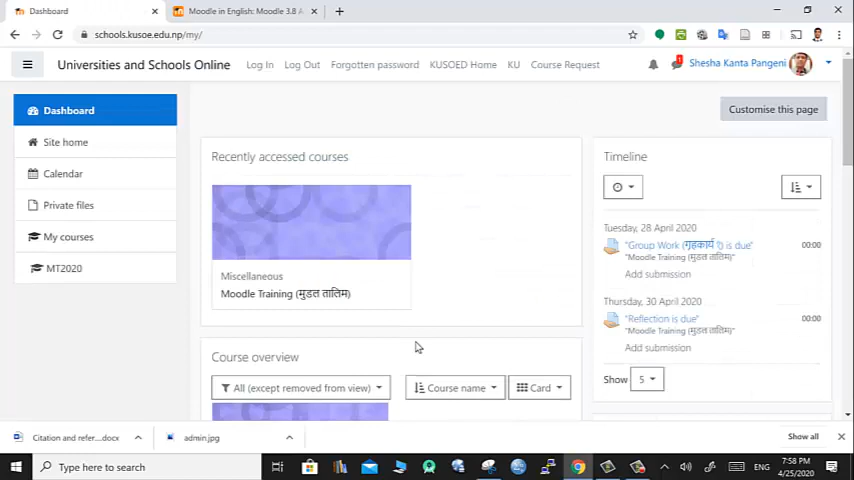 Dashboard
Moodle in English: Moodle 3.8 A
schools.kusoe.edu.np/my/
Universities and Schools Online
Log In
Log Out
Forgotten password
KUSOED Home
KU
Course Request
1
Shesha Kanta Pangeni
Dashboard
Site home
Calendar
Private files
My courses
MT2020
Customise this page
Recently accessed courses
Miscellaneous
Moodle Training (मुडल तालिम)
Course overview
All (except removed from view)
Course name
Card
Timeline
Tuesday, 28 April 2020
"Group Work (गृहकार्य १) is due"
00:00
"Moodle Training (मुडल तालिम)"
Add submission
Thursday, 30 April 2020
"Reflection is due"
00:00
"Moodle Training (मुडल तालिम)"
Add submission
Show
5
Citation and refer....docx
admin.jpg
Show all
Type here to search
ENG
7:58 PM
4/25/2020